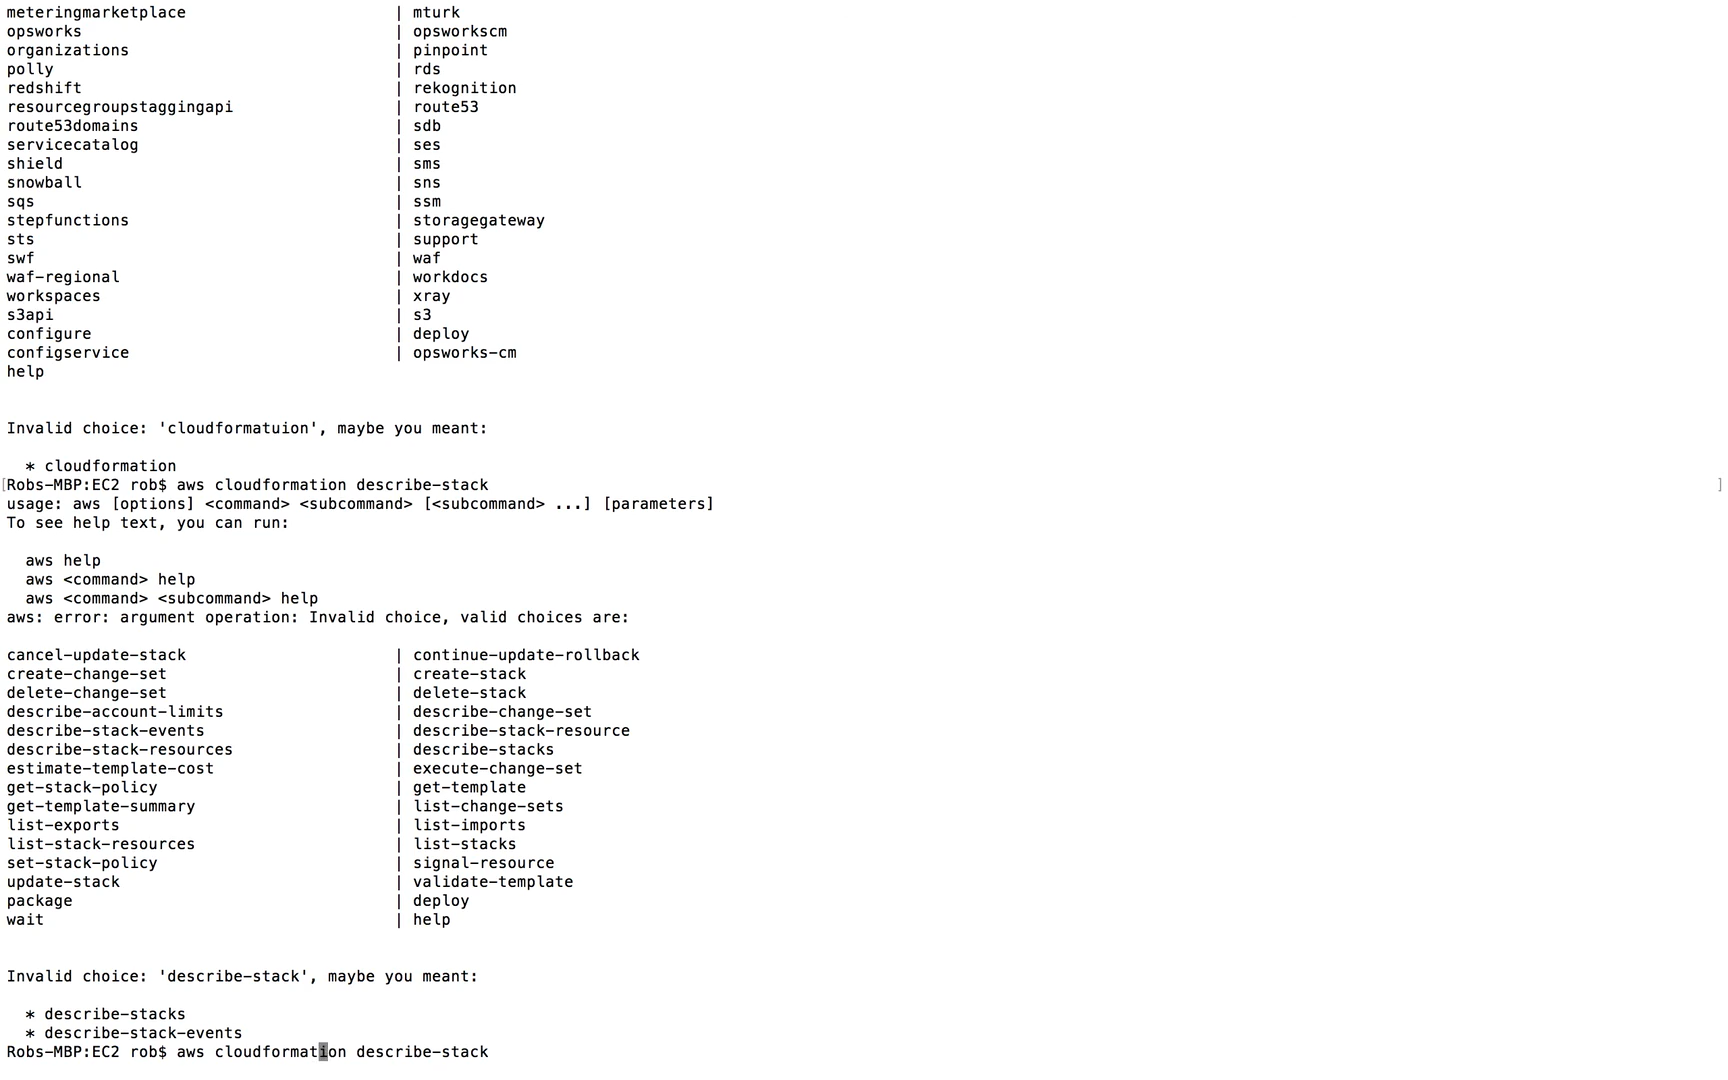 meteringmarketplace | mturk
opsworks | opsworkscm
organizations | pinpoint
polly | rds
redshift | rekognition
resourcegroupstaggingapi | route53
route53domains | sdb
servicecatalog | ses
shield | sms
snowball | sns
sqs | ssm
stepfunctions | storagegateway
sts | support
swf | waf
waf-regional | workdocs
workspaces | xray
s3api | s3
configure | deploy
configservice | opsworks-cm
help
Invalid choice: 'cloudformatuion', maybe you meant:
* cloudformation
[Robs-MBP:EC2 rob$ aws cloudformation describe-stack ]
usage: aws [options] <command> <subcommand> [<subcommand> ...] [parameters]
To see help text, you can run:
aws help
aws <command> help
aws <command> <subcommand> help
aws: error: argument operation: Invalid choice, valid choices are:
cancel-update-stack | continue-update-rollback
create-change-set | create-stack
delete-change-set | delete-stack
describe-account-limits | describe-change-set
describe-stack-events | describe-stack-resource
describe-stack-resources | describe-stacks
estimate-template-cost | execute-change-set
get-stack-policy | get-template
get-template-summary | list-change-sets
list-exports | list-imports
list-stack-resources | list-stacks
set-stack-policy | signal-resource
update-stack | validate-template
package | deploy
wait | help
Invalid choice: 'describe-stack', maybe you meant:
* describe-stacks
* describe-stack-events
Robs-MBP:EC2 rob$ aws cloudformation describe-stack